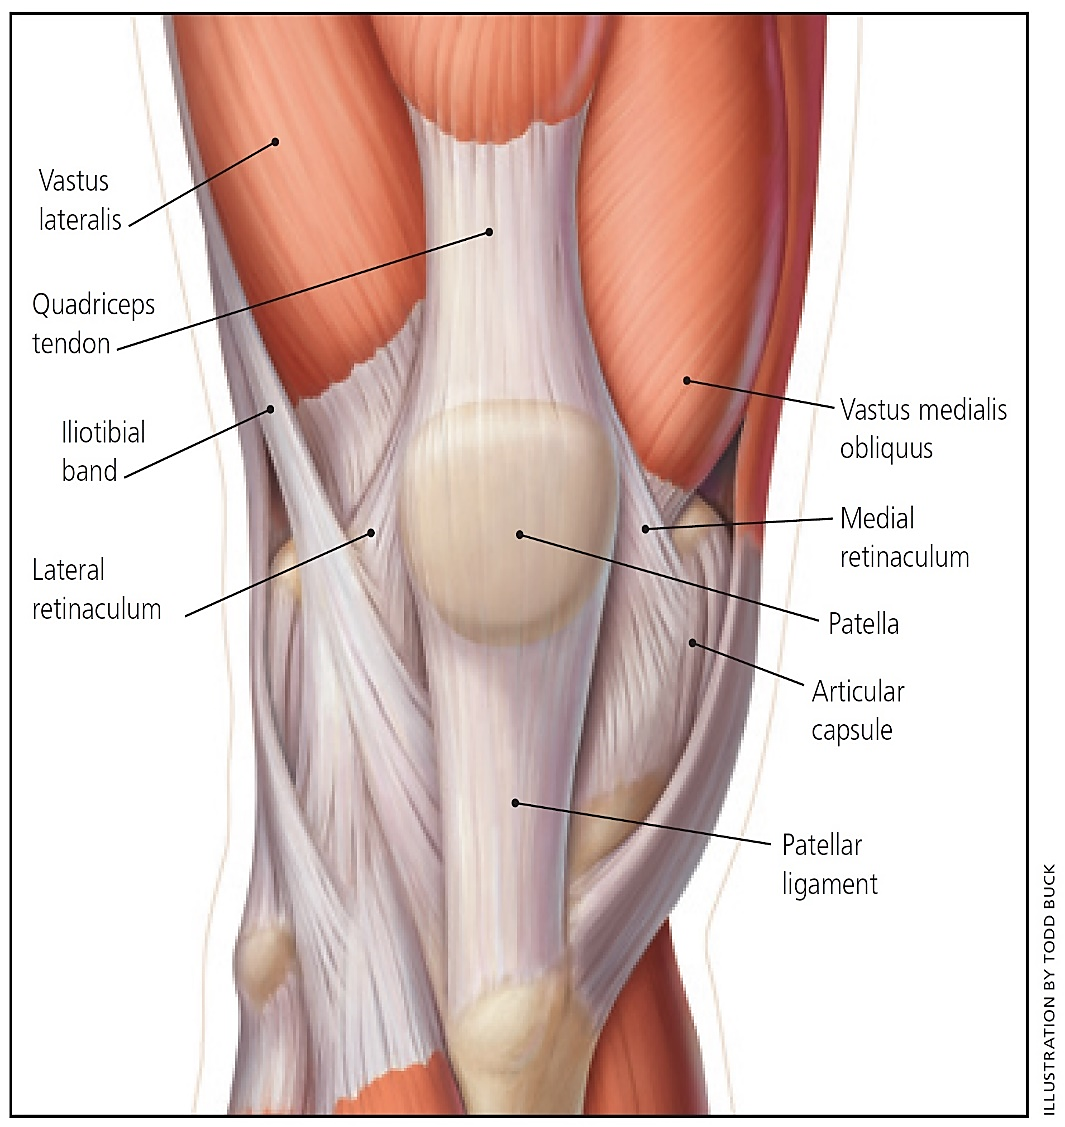 Vastus
lateralis
Quadriceps
tendon
Iliotibial
band
Lateral
retinaculum
Vastus medialis
obliquus
Medial
retinaculum
Patella
Articular
capsule
Patellar
ligament
ILLUSTRATION BY TODD BUCK